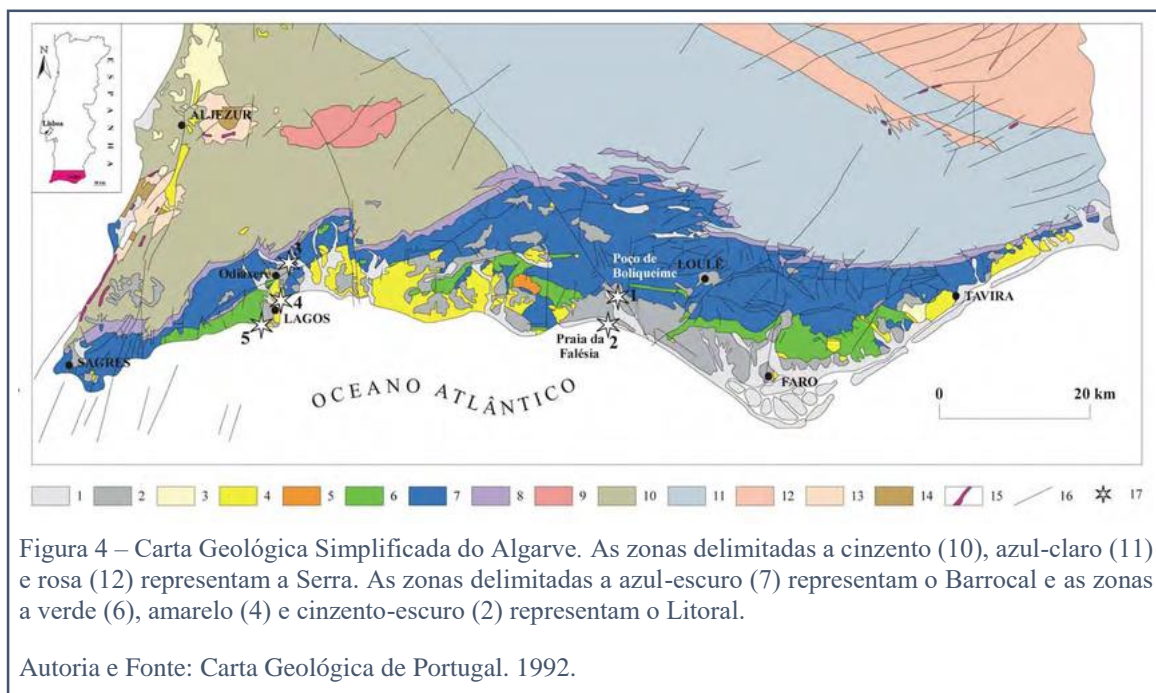 N
ESPANHA
Lisboa
ALJEZUR
3
Odiáxere
4
LAGOS
5
SAGRES
Poço de
Boliqueime
LOULÉ
1
2
Praia da
Falésia
TAVIRA
FARO
OCEANO ATLÂNTICO
0 20 km
1 2 3 4 5 6 7 8 9 10 11 12 13 14 15 16 17
Figura 4 – Carta Geológica Simplificada do Algarve. As zonas delimitadas a cinzento (10), azul-claro (11)
e rosa (12) representam a Serra. As zonas delimitadas a azul-escuro (7) representam o Barrocal e as zonas
a verde (6), amarelo (4) e cinzento-escuro (2) representam o Litoral.
Autoria e Fonte: Carta Geológica de Portugal. 1992.